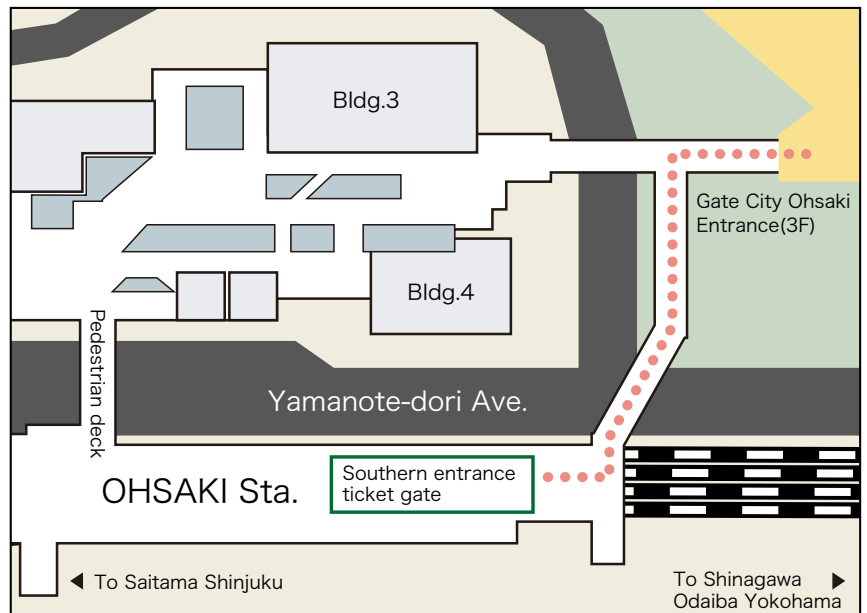 Bldg.3
Gate City Ohsaki
Entrance(3F)
Bldg.4
Pedestrian deck
Yamanote-dori Ave.
OHSAKI Sta.
Southern entrance
ticket gate
To Saitama Shinjuku
To Shinagawa
Odaiba Yokohama